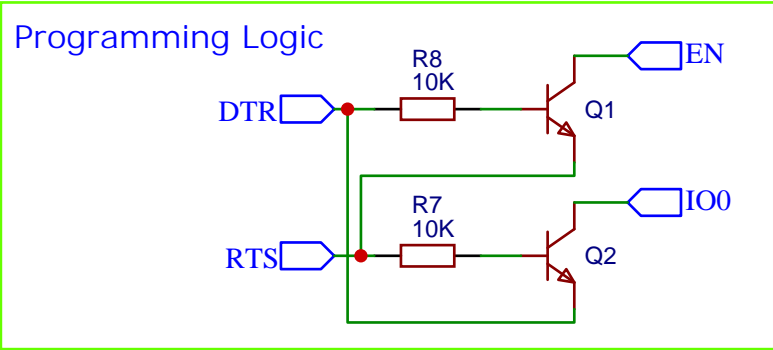 Programming Logic
R8
10K
EN
DTR
Q1
R7
10K
IO0
RTS
Q2